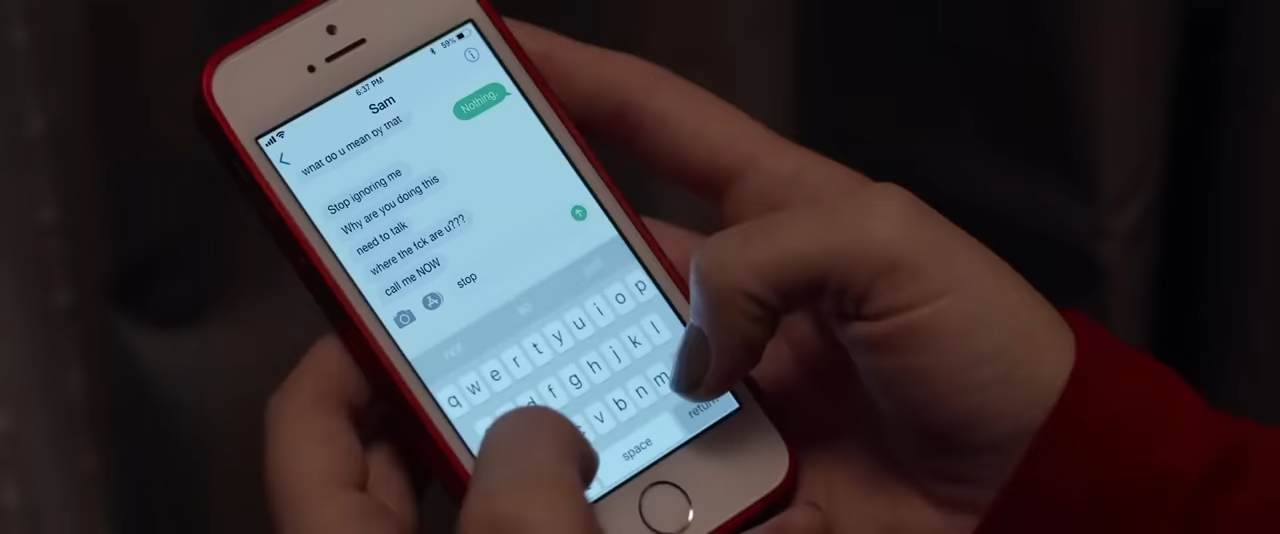 6:37 PM
59%
Sam
Nothing.
what do u mean by that
Stop ignoring me
Why are you doing this
need to talk
where the fck are u???
call me NOW
stop
q w e r t y u i o p
d f g h j k l
v b n m
space
return